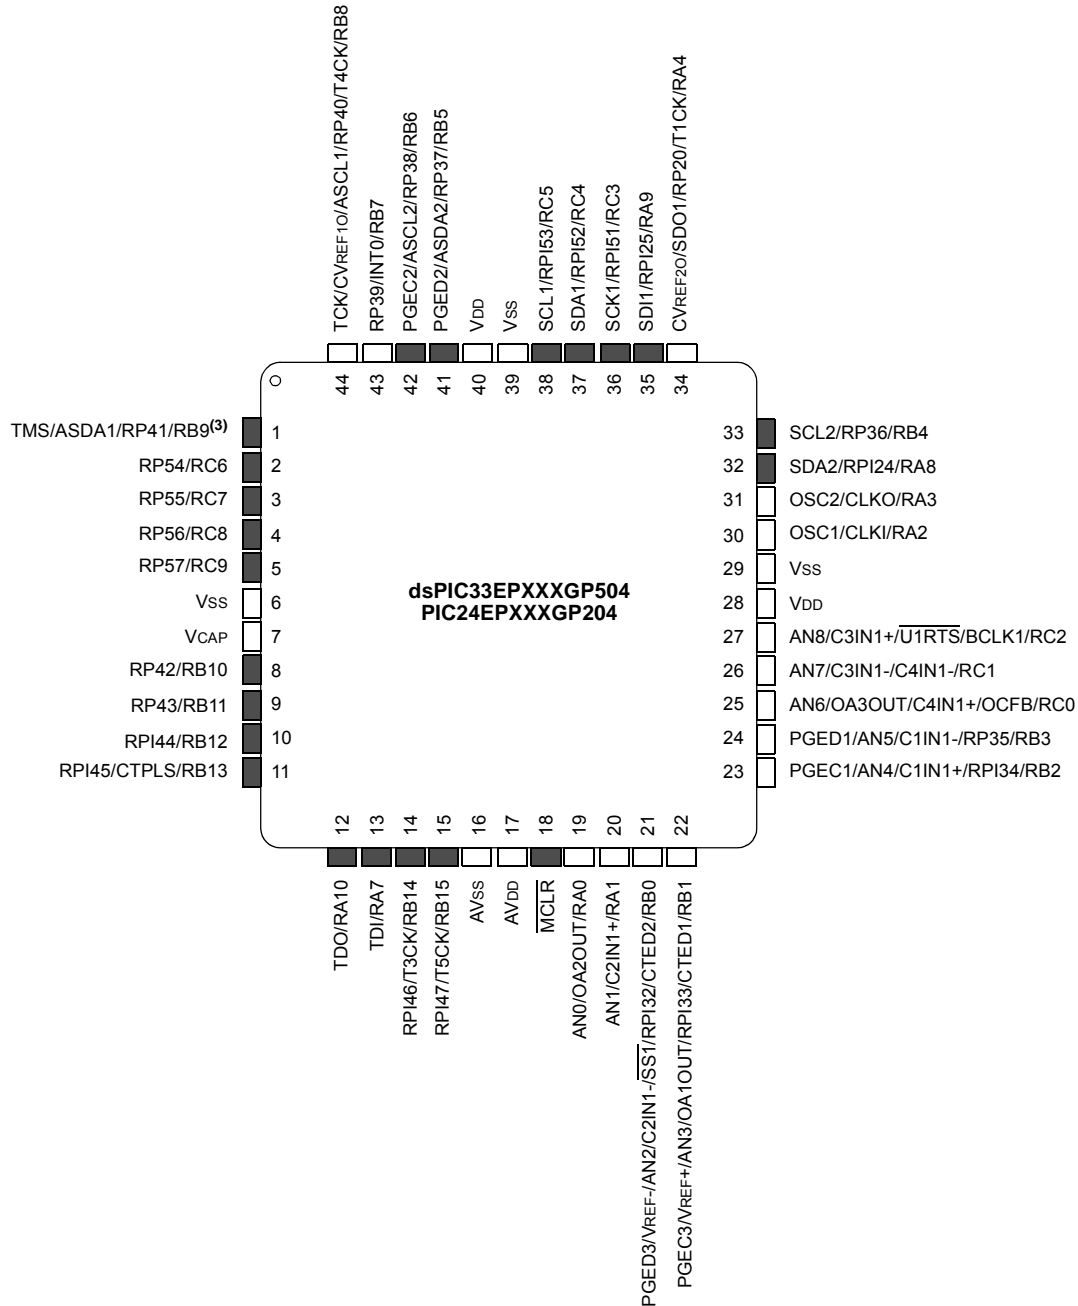 TCK/CVREF1O/ASCL1/RP40/T4CK/RB8
RP39/INT0/RB7
PGEC2/ASCL2/RP38/RB6
PGED2/ASDA2/RP37/RB5
VDD
VSS
SCL1/RPI53/RC5
SDA1/RPI52/RC4
SCK1/RPI51/RC3
SDI1/RPI25/RA9
CVREF2O/SDO1/RP20/T1CK/RA4
44 43 42 41 40 39 38 37 36 35 34
TMS/ASDA1/RP41/RB9(3) 1
RP54/RC6 2
RP55/RC7 3
RP56/RC8 4
RP57/RC9 5
VSS 6
VCAP 7
RP42/RB10 8
RP43/RB11 9
RPI44/RB12 10
RPI45/CTPLS/RB13 11
dsPIC33EPXXXGP504
PIC24EPXXXGP204
33 SCL2/RP36/RB4
32 SDA2/RPI24/RA8
31 OSC2/CLKO/RA3
30 OSC1/CLKI/RA2
29 VSS
28 VDD
27 AN8/C3IN1+/U1RTS/BCLK1/RC2
26 AN7/C3IN1-/C4IN1-/RC1
25 AN6/OA3OUT/C4IN1+/OCFB/RC0
24 PGED1/AN5/C1IN1-/RP35/RB3
23 PGEC1/AN4/C1IN1+/RPI34/RB2
12 13 14 15 16 17 18 19 20 21 22
TDO/RA10
TDI/RA7
RPI46/T3CK/RB14
RPI47/T5CK/RB15
AVSS
AVDD
MCLR
AN0/OA2OUT/RA0
AN1/C2IN1+/RA1
PGED3/VREF-/AN2/C2IN1-/SS1/RPI32/CTED2/RB0
PGEC3/VREF+/AN3/OA1OUT/RPI33/CTED1/RB1